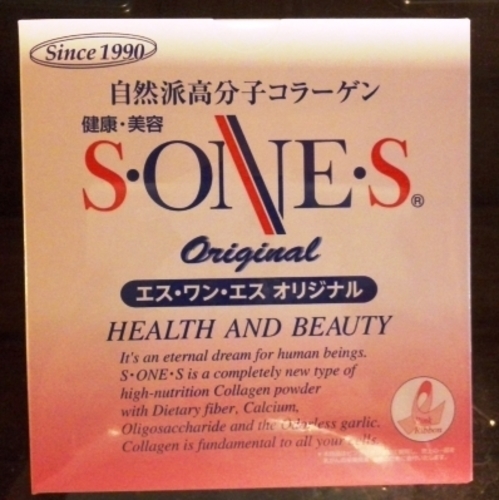 Since 1990
自然派高分子コラーゲン
健康・美容
S・ONE・S®
Original
エス・ワン・エス オリジナル
HEALTH AND BEAUTY
It's an eternal dream for human beings.
S・ONE・S is a completely new type of
high-nutrition Collagen powder
with Dietary fiber, Calcium,
Oligosaccharide and the Odorless garlic.
Collagen is fundamental to all your cells.
Ribbon